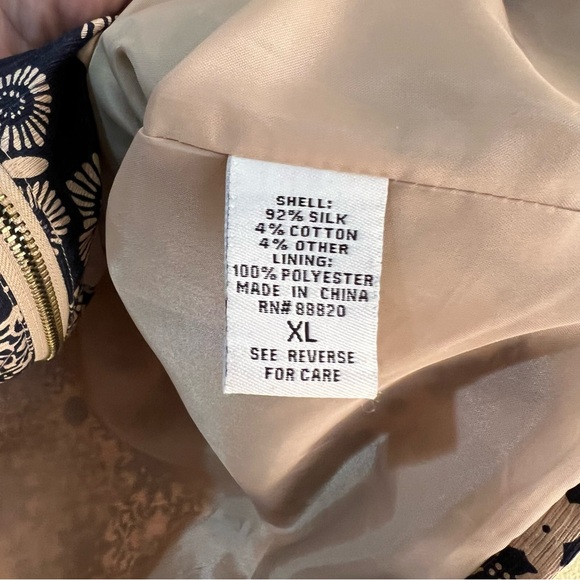 SHELL:
92% SILK
4% COTTON
4% OTHER
LINING:
100% POLYESTER
MADE IN CHINA
RN# 88820
XL
SEE REVERSE
FOR CARE